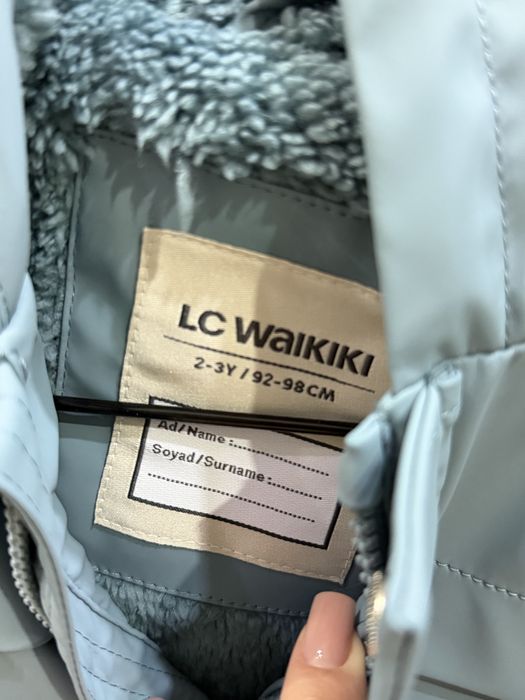 LC WAIKIKI
2-3Y / 92-98CM
Ad/Name :....................
Soyad/Surname :..........
................................